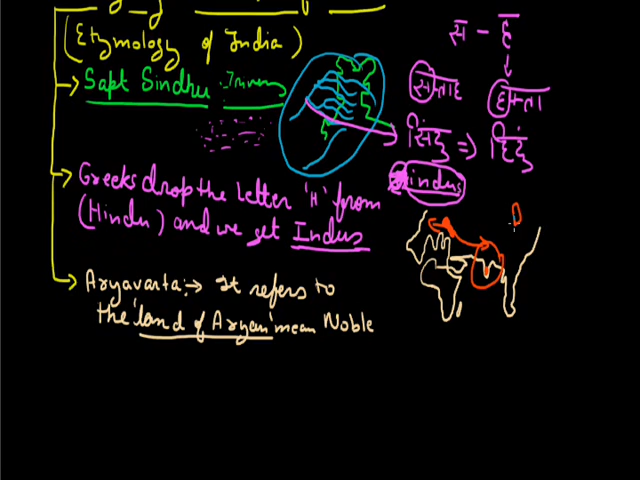 (Etymology of India)
स - ह
Sapt Sindhu
सप्ताह
हप्ता
सिंधु => हिंदु
Greeks drop the letter 'H' from
indus
(Hindu) and we get Indus
Aryavarta :→ It refers to
the 'land of Aryan' mean Noble